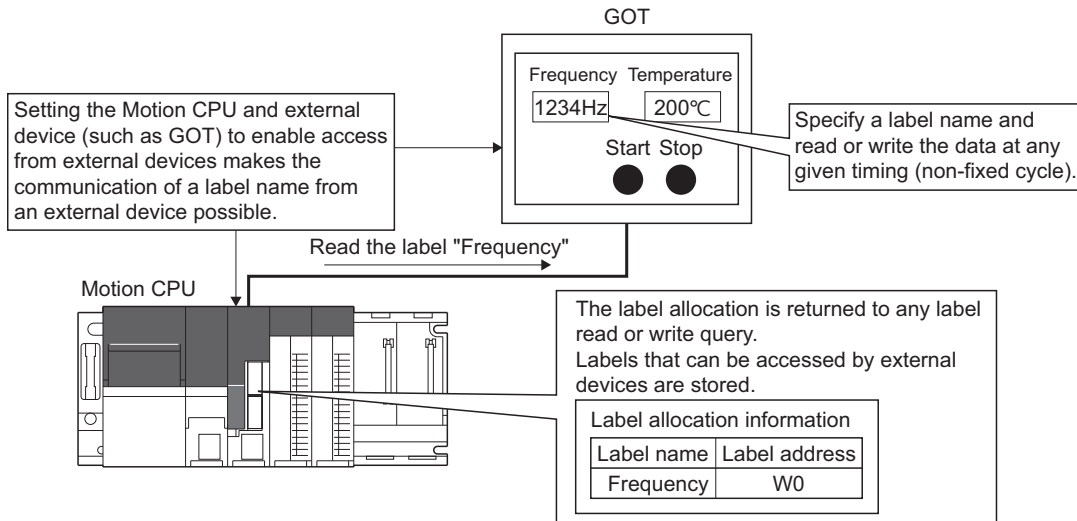 GOT
Frequency Temperature
1234Hz 200℃
Start Stop
Setting the Motion CPU and external
device (such as GOT) to enable access
from external devices makes the
communication of a label name from
an external device possible.
Specify a label name and
read or write the data at any
given timing (non-fixed cycle).
Read the label "Frequency"
Motion CPU
The label allocation is returned to any label
read or write query.
Labels that can be accessed by external
devices are stored.
Label allocation information
Label name Label address
Frequency W0